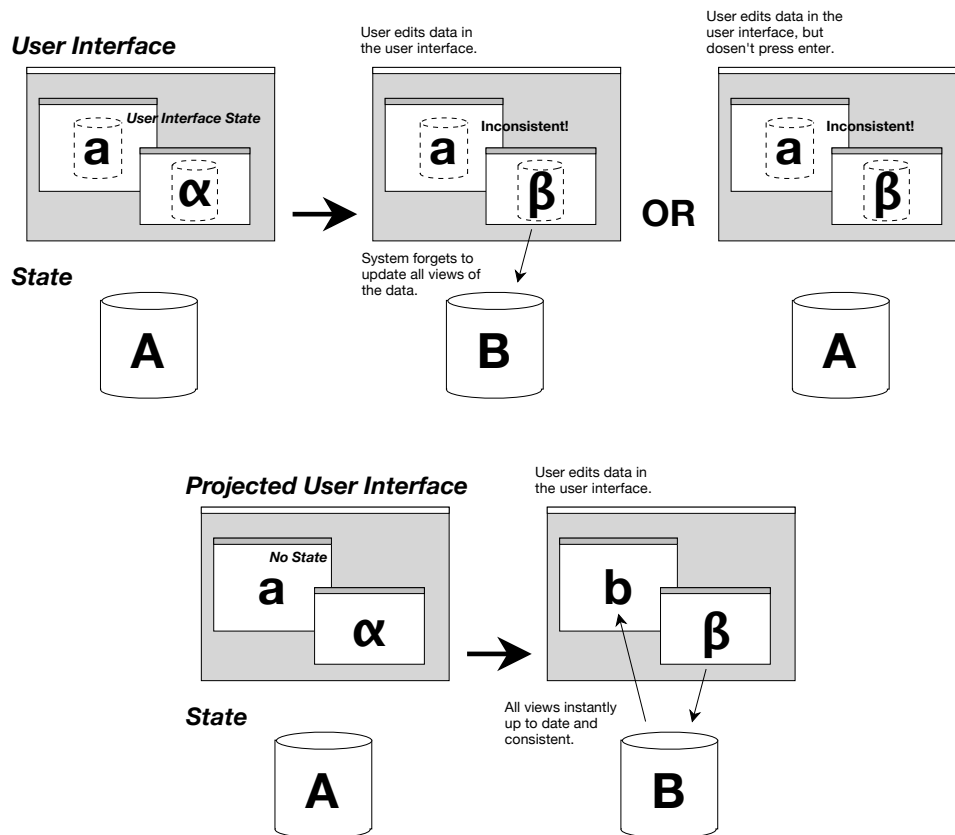 User Interface
User edits data in
the user interface.
User edits data in the
user interface, but
dosen't press enter.
User Interface State
a
α
Inconsistent!
a
β
OR
Inconsistent!
a
β
System forgets to
update all views of
the data.
State
A
B
A
Projected User Interface
User edits data in
the user interface.
No State
a
α
b
β
All views instantly
up to date and
consistent.
State
A
B